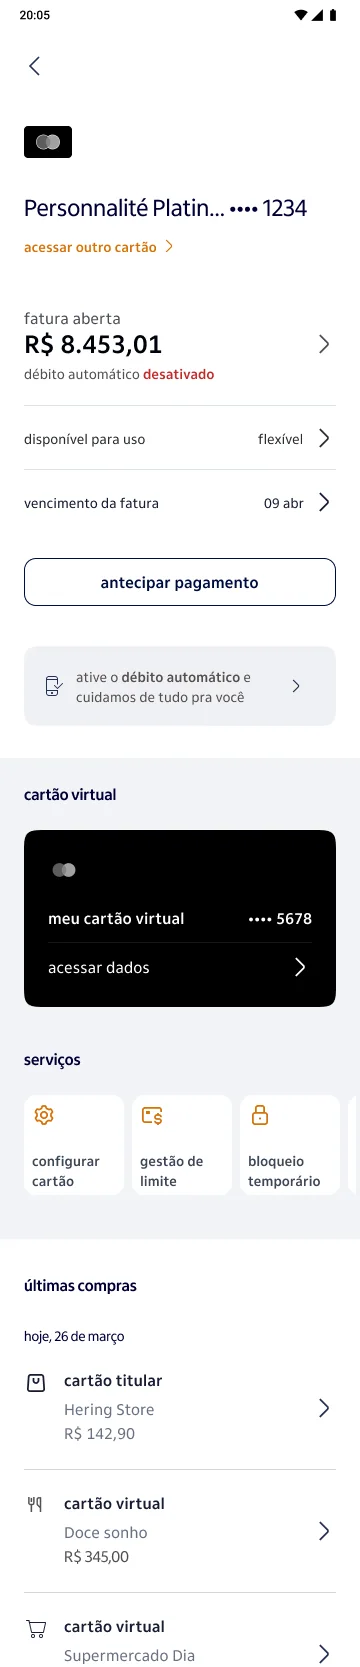 20:05
Personnalité Platin... •••• 1234
acessar outro cartão
fatura aberta
R$ 8.453,01
débito automático desativado
disponível para uso flexível
vencimento da fatura 09 abr
antecipar pagamento
ative o débito automático e
cuidamos de tudo pra você
cartão virtual
meu cartão virtual •••• 5678
acessar dados
serviços
configurar
cartão
gestão de
limite
bloqueio
temporário
últimas compras
hoje, 26 de março
cartão titular
Hering Store
R$ 142,90
cartão virtual
Doce sonho
R$ 345,00
cartão virtual
Supermercado Dia